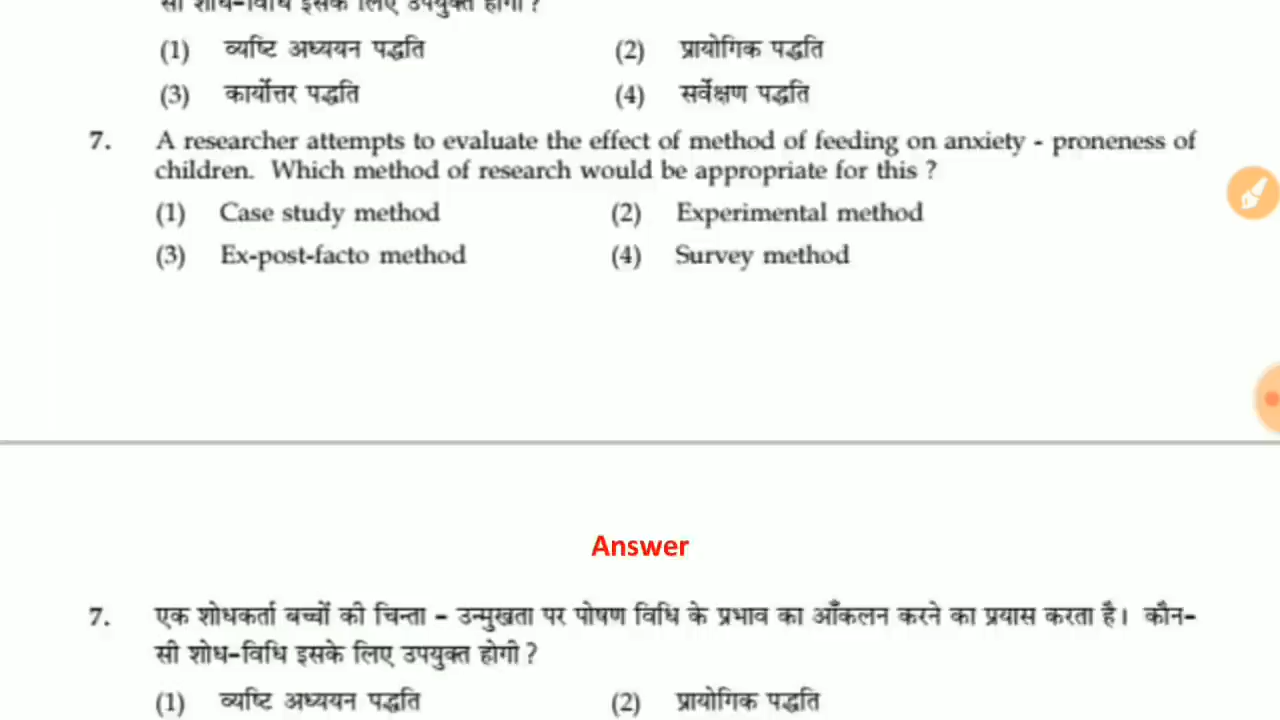 सी शोध-विधि इसके लिए उपयुक्त होगी ?
(1) व्यष्टि अध्ययन पद्धति (2) प्रायोगिक पद्धति
(3) कार्योत्तर पद्धति (4) सर्वेक्षण पद्धति
7. A researcher attempts to evaluate the effect of method of feeding on anxiety - proneness of
children. Which method of research would be appropriate for this ?
(1) Case study method (2) Experimental method
(3) Ex-post-facto method (4) Survey method
Answer
7. एक शोधकर्ता बच्चों की चिन्ता - उन्मुखता पर पोषण विधि के प्रभाव का आँकलन करने का प्रयास करता है। कौन-
सी शोध-विधि इसके लिए उपयुक्त होगी ?
(1) व्यष्टि अध्ययन पद्धति (2) प्रायोगिक पद्धति